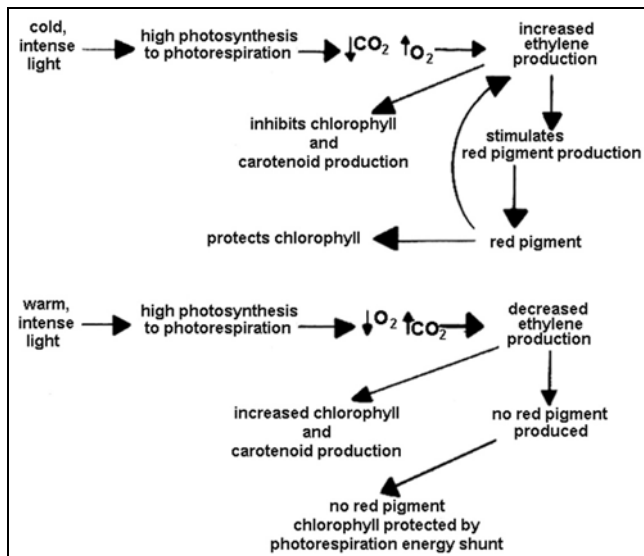 cold,
intense
light
high photosynthesis
to photorespiration
↓CO₂ ↑O₂
increased
ethylene
production
inhibits chlorophyll
and
carotenoid production
stimulates
red pigment production
protects chlorophyll
red pigment
warm,
intense
light
high photosynthesis
to photorespiration
↓O₂ ↑CO₂
decreased
ethylene
production
increased chlorophyll
and
carotenoid production
no red pigment
produced
no red pigment
chlorophyll protected by
photorespiration energy shunt